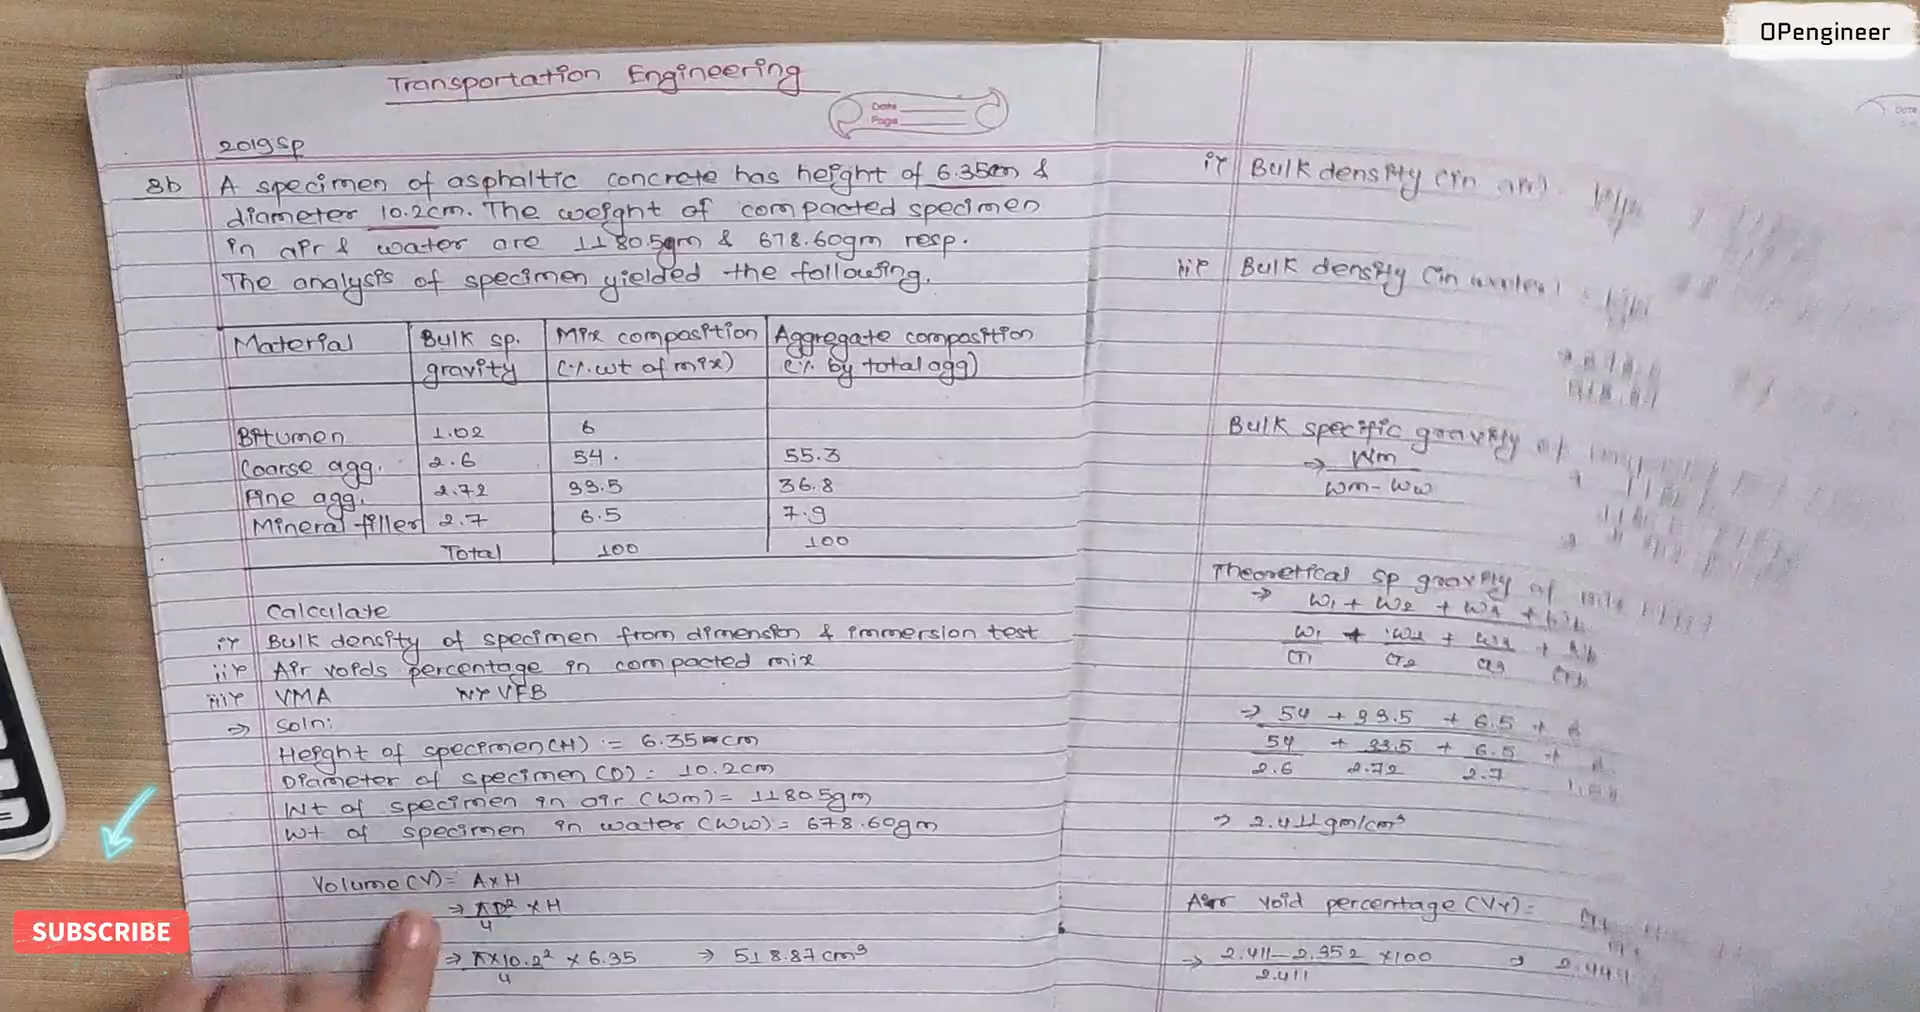 OPengineer
Transportation Engineering
Date
Page
2019sp
8b A specimen of asphaltic concrete has height of 6.35cm &
diameter 10.2cm. The weight of compacted specimen
in air & water are 1180.5gm & 678.60gm resp.
The analysis of specimen yielded the following.
Material Bulk sp. gravity Mix composition (% wt of mix) Aggregate composition (% by total agg)
Bitumen 1.02 6
Coarse agg. 2.6 54. 55.3
Fine agg. 2.72 33.5 36.8
Mineral filler 2.7 6.5 7.9
Total 100 100
Calculate
i) Bulk density of specimen from dimension & immersion test
ii) Air voids percentage in compacted mix
iii) VMA iv) VFB
⇒ Soln:
Height of specimen (H) = 6.35 cm
Diameter of specimen (D) = 10.2cm
Wt of specimen in air (Wm) = 1180.5gm
Wt of specimen in water (Ww) = 678.60gm
Volume (V) = A×H
⇒ πD²/4 ×H
⇒ π×10.2²/4 × 6.35 ⇒ 518.87 cm³
SUBSCRIBE
i) Bulk density (in air)
ii) Bulk density (in water) =
Bulk specific gravity of
⇒ Wm
Wm - Ww
Theoretical sp gravity of
⇒ W1 + W2 + W3 +
W1/G1 + W2/G2 + W3/G3 +
⇒ 54 + 33.5 + 6.5 + 6
54/2.6 + 33.5/2.72 + 6.5/2.7 +
⇒ 2.411gm/cm³
Air void percentage (Vv) =
⇒ 2.411 - 2.352 ×100 ⇒
2.411